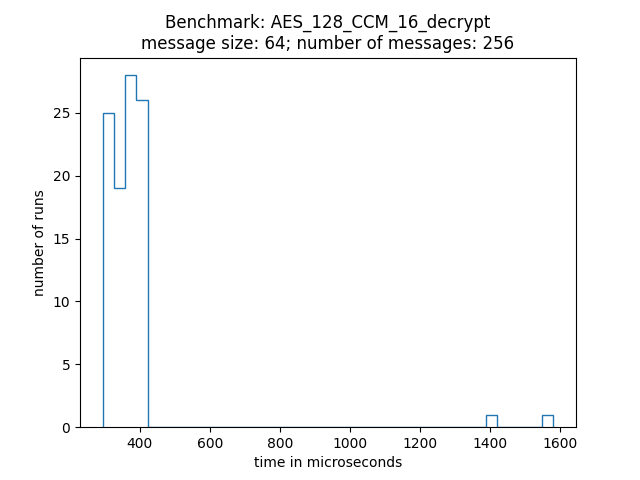 Benchmark: AES_128_CCM_16_decrypt
message size: 64; number of messages: 256
25
20
15
10
5
0
number of runs
400 600 800 1000 1200 1400 1600
time in microseconds